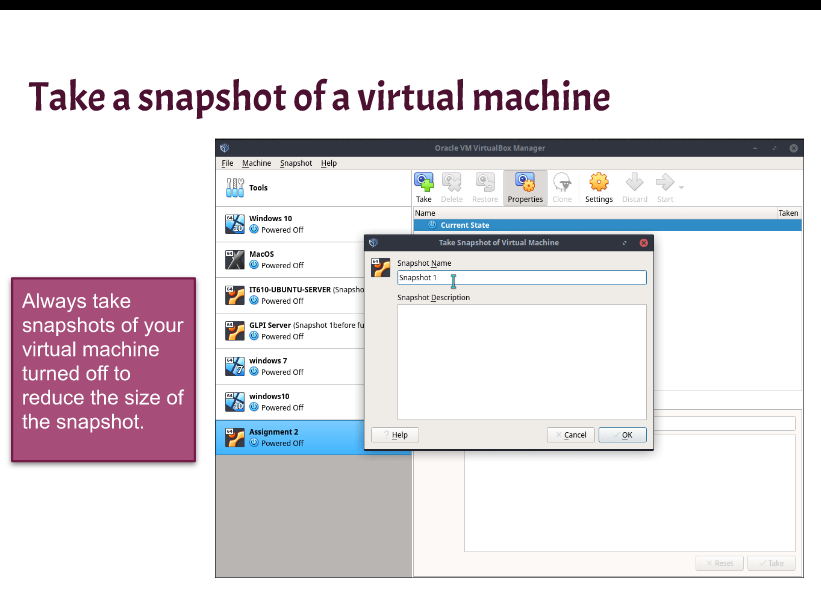 Take a snapshot of a virtual machine
Oracle VM VirtualBox Manager
File Machine Snapshot Help
Tools
Take Delete Restore Properties Clone Settings Discard Start
Name Taken
Current State
Windows 10
Powered Off
MacOS
Powered Off
IT610-UBUNTU-SERVER (Snapsho
Powered Off
GLPI Server (Snapshot 1before fu
Powered Off
windows 7
Powered Off
windows10
Powered Off
Assignment 2
Powered Off
Take Snapshot of Virtual Machine
Snapshot Name
Snapshot 1
Snapshot Description
Help Cancel OK
Reset Take
Always take
snapshots of your
virtual machine
turned off to
reduce the size of
the snapshot.